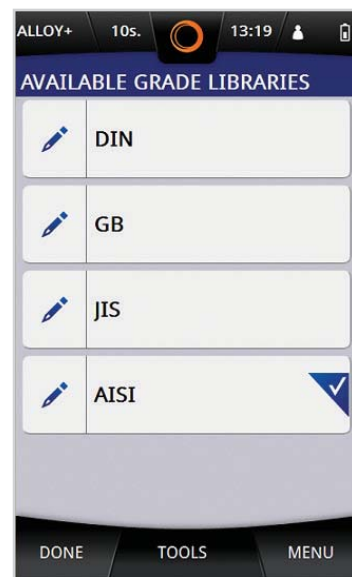 ALLOY+ 10s. 13:19
AVAILABLE GRADE LIBRARIES
DIN
GB
JIS
AISI
DONE TOOLS MENU